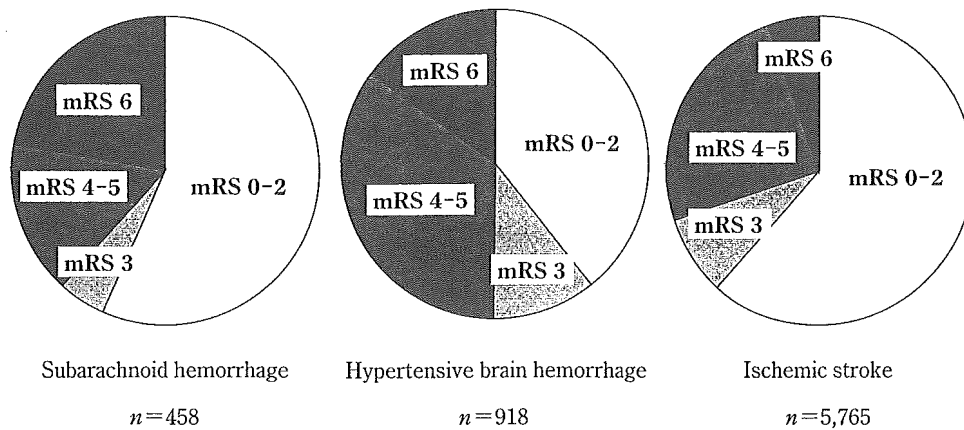 mRS 6
mRS 4-5
mRS 3
mRS 0-2
mRS 6
mRS 4-5
mRS 3
mRS 0-2
mRS 6
mRS 4-5
mRS 3
mRS 0-2
Subarachnoid hemorrhage
n=458
Hypertensive brain hemorrhage
n=918
Ischemic stroke
n=5,765